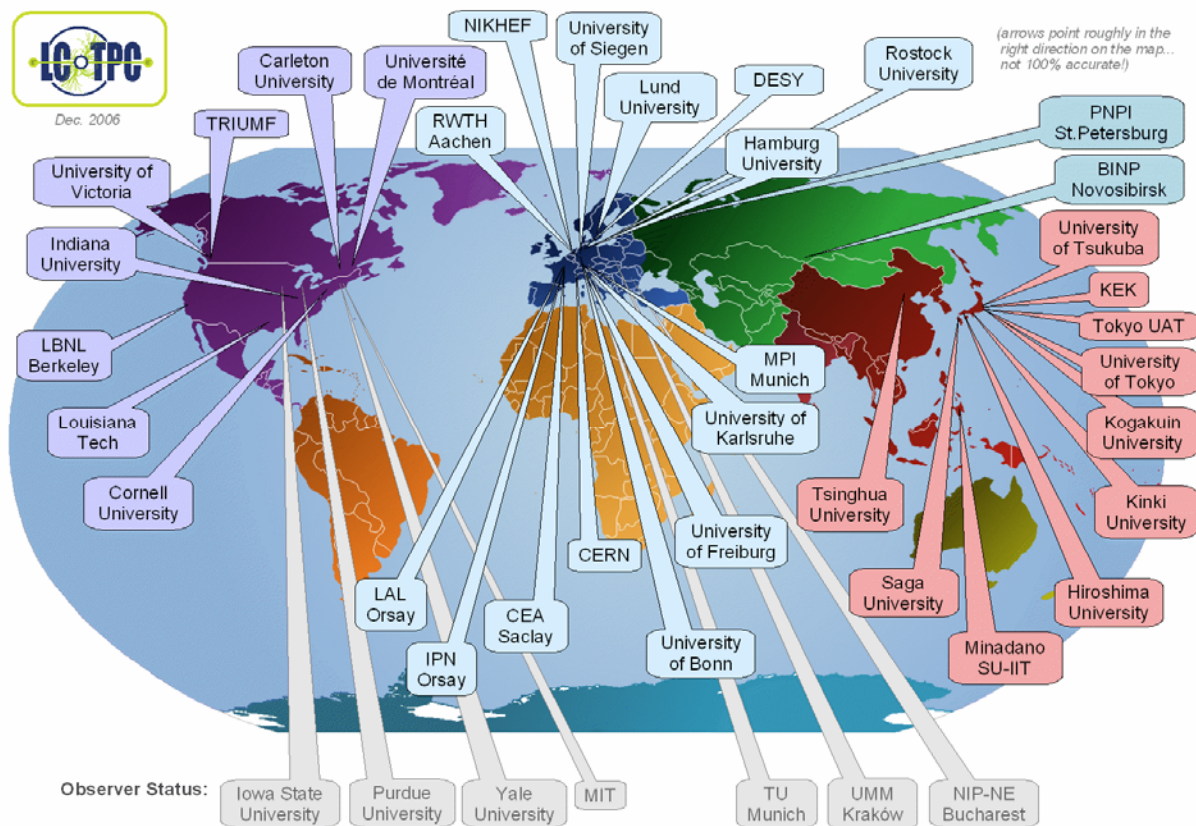 LC TPC
Dec. 2006
(arrows point roughly in the
right direction on the map...
not 100% accurate!)
NIKHEF
University
of Siegen
Rostock
University
Carleton
University
Université
de Montréal
DESY
Lund
University
TRIUMF
RWTH
Aachen
PNPI
St.Petersburg
Hamburg
University
University of
Victoria
BINP
Novosibirsk
University
of Tsukuba
Indiana
University
KEK
Tokyo UAT
LBNL
Berkeley
MPI
Munich
University
of Tokyo
University of
Karlsruhe
Louisiana
Tech
Kogakuin
University
Cornell
University
Tsinghua
University
Kinki
University
University
of Freiburg
CERN
LAL
Orsay
Saga
University
Hiroshima
University
CEA
Saclay
IPN
Orsay
University
of Bonn
Minadano
SU-IIT
Observer Status:
Iowa State
University
Purdue
University
Yale
University
MIT
TU
Munich
UMM
Kraków
NIP-NE
Bucharest